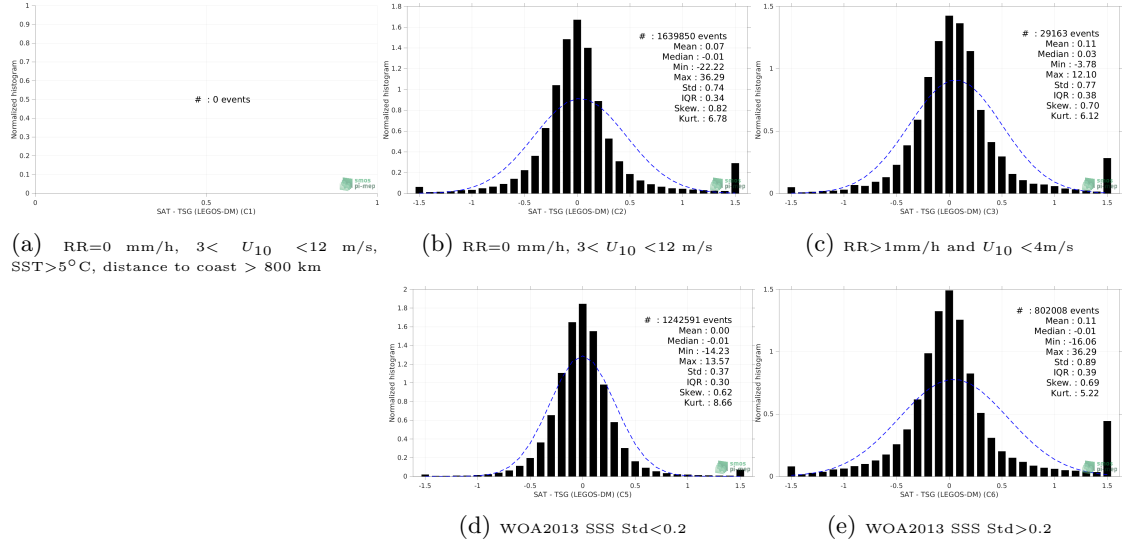 Normalized histogram
1
0.9
0.8
0.7
0.6
0.5
0.4
0.3
0.2
0.1
0
# : 0 events
0
0.5
1
SAT - TSG (LEGOS-DM) (C1)
smos
pi-mep
(a) RR=0 mm/h, 3< U10 <12 m/s,
SST>5°C, distance to coast > 800 km
Normalized histogram
1.8
1.6
1.4
1.2
1
0.8
0.6
0.4
0.2
0
# : 1639850 events
Mean : 0.07
Median : -0.01
Min : -22.22
Max : 36.29
Std : 0.74
IQR : 0.34
Skew. : 0.82
Kurt. : 6.78
-1.5
-1
-0.5
0
0.5
1
1.5
SAT - TSG (LEGOS-DM) (C2)
smos
pi-mep
(b) RR=0 mm/h, 3< U10 <12 m/s
Normalized histogram
1.5
1
0.5
0
# : 29163 events
Mean : 0.11
Median : 0.03
Min : -3.78
Max : 12.10
Std : 0.77
IQR : 0.38
Skew. : 0.70
Kurt. : 6.12
-1.5
-1
-0.5
0
0.5
1
1.5
SAT - TSG (LEGOS-DM) (C3)
smos
pi-mep
(c) RR>1mm/h and U10 <4m/s
Normalized histogram
2
1.8
1.6
1.4
1.2
1
0.8
0.6
0.4
0.2
0
# : 1242591 events
Mean : 0.00
Median : -0.01
Min : -14.23
Max : 13.57
Std : 0.37
IQR : 0.30
Skew. : 0.62
Kurt. : 8.66
-1.5
-1
-0.5
0
0.5
1
1.5
SAT - TSG (LEGOS-DM) (C5)
smos
pi-mep
(d) WOA2013 SSS Std<0.2
Normalized histogram
1.5
1
0.5
0
# : 802008 events
Mean : 0.11
Median : -0.01
Min : -16.06
Max : 36.29
Std : 0.89
IQR : 0.39
Skew. : 0.69
Kurt. : 5.22
-1.5
-1
-0.5
0
0.5
1
1.5
SAT - TSG (LEGOS-DM) (C6)
smos
pi-mep
(e) WOA2013 SSS Std>0.2